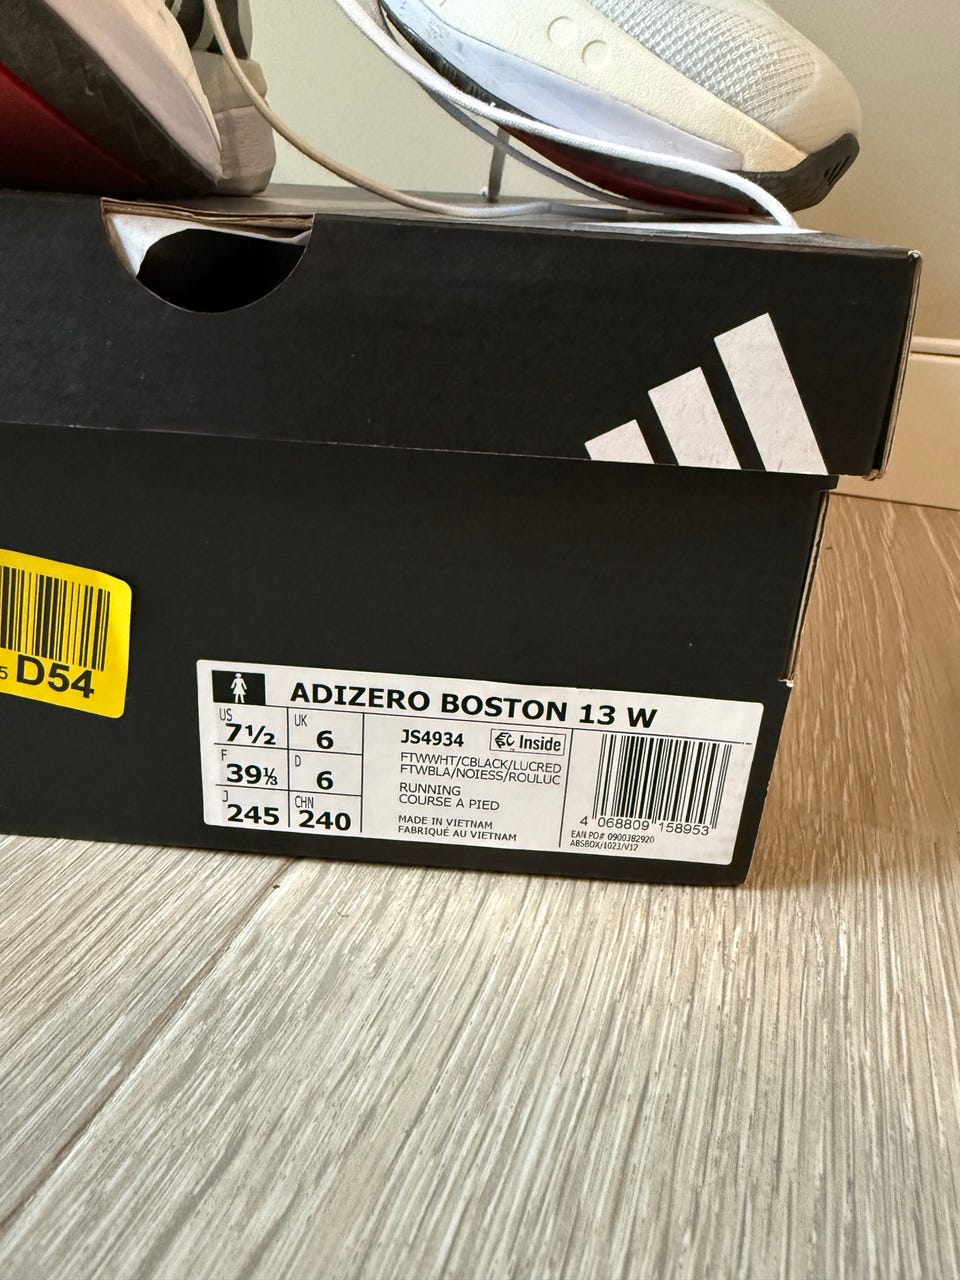 5 D54
ADIZERO BOSTON 13 W
US 7½ UK 6
F 39⅓ D 6
J 245 CHN 240
JS4934 Inside
FTWWHT/CBLACK/LUCRED
FTWBLA/NOIESS/ROULUC
RUNNING
COURSE A PIED
MADE IN VIETNAM
FABRIQUÉ AU VIETNAM
4 068809 158953
EAN PO# 0900382920
ABSBOX/1023/V12